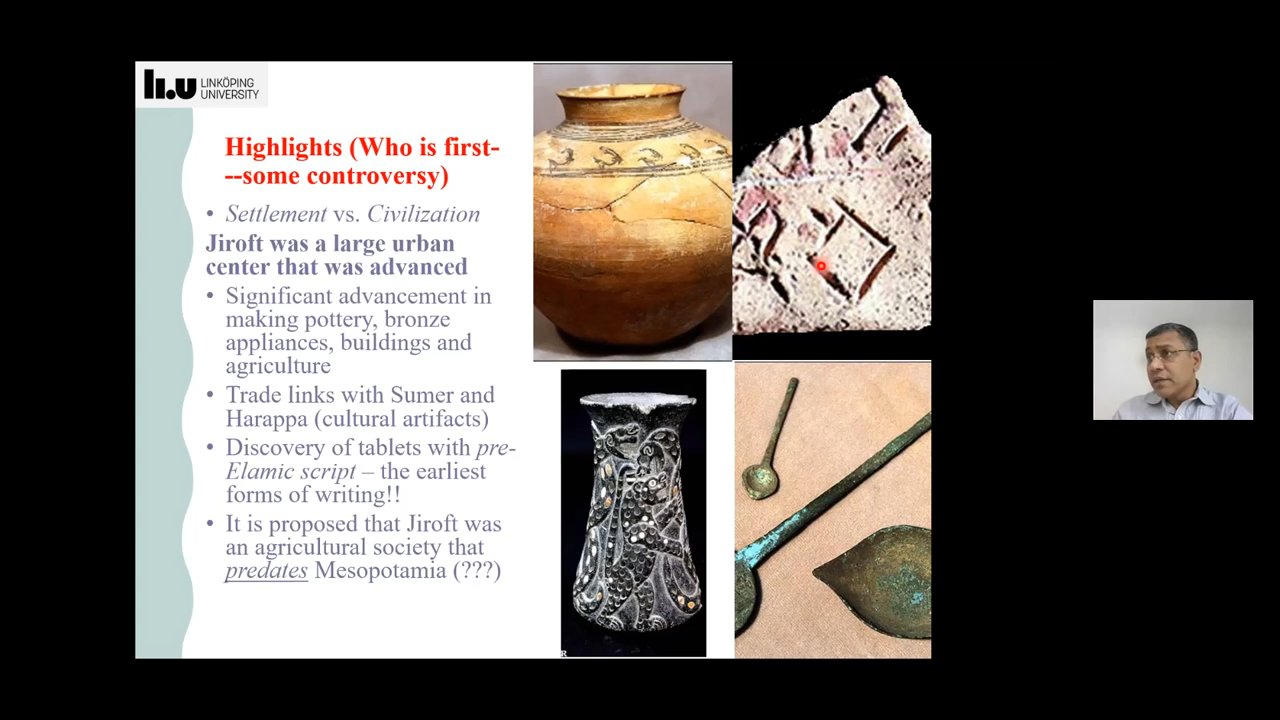 LINKÖPING
UNIVERSITY
Highlights (Who is first-
--some controversy)
• Settlement vs. Civilization
Jiroft was a large urban
center that was advanced
• Significant advancement in
making pottery, bronze
appliances, buildings and
agriculture
• Trade links with Sumer and
Harappa (cultural artifacts)
• Discovery of tablets with pre-
Elamic script – the earliest
forms of writing!!
• It is proposed that Jiroft was
an agricultural society that
predates Mesopotamia (???)